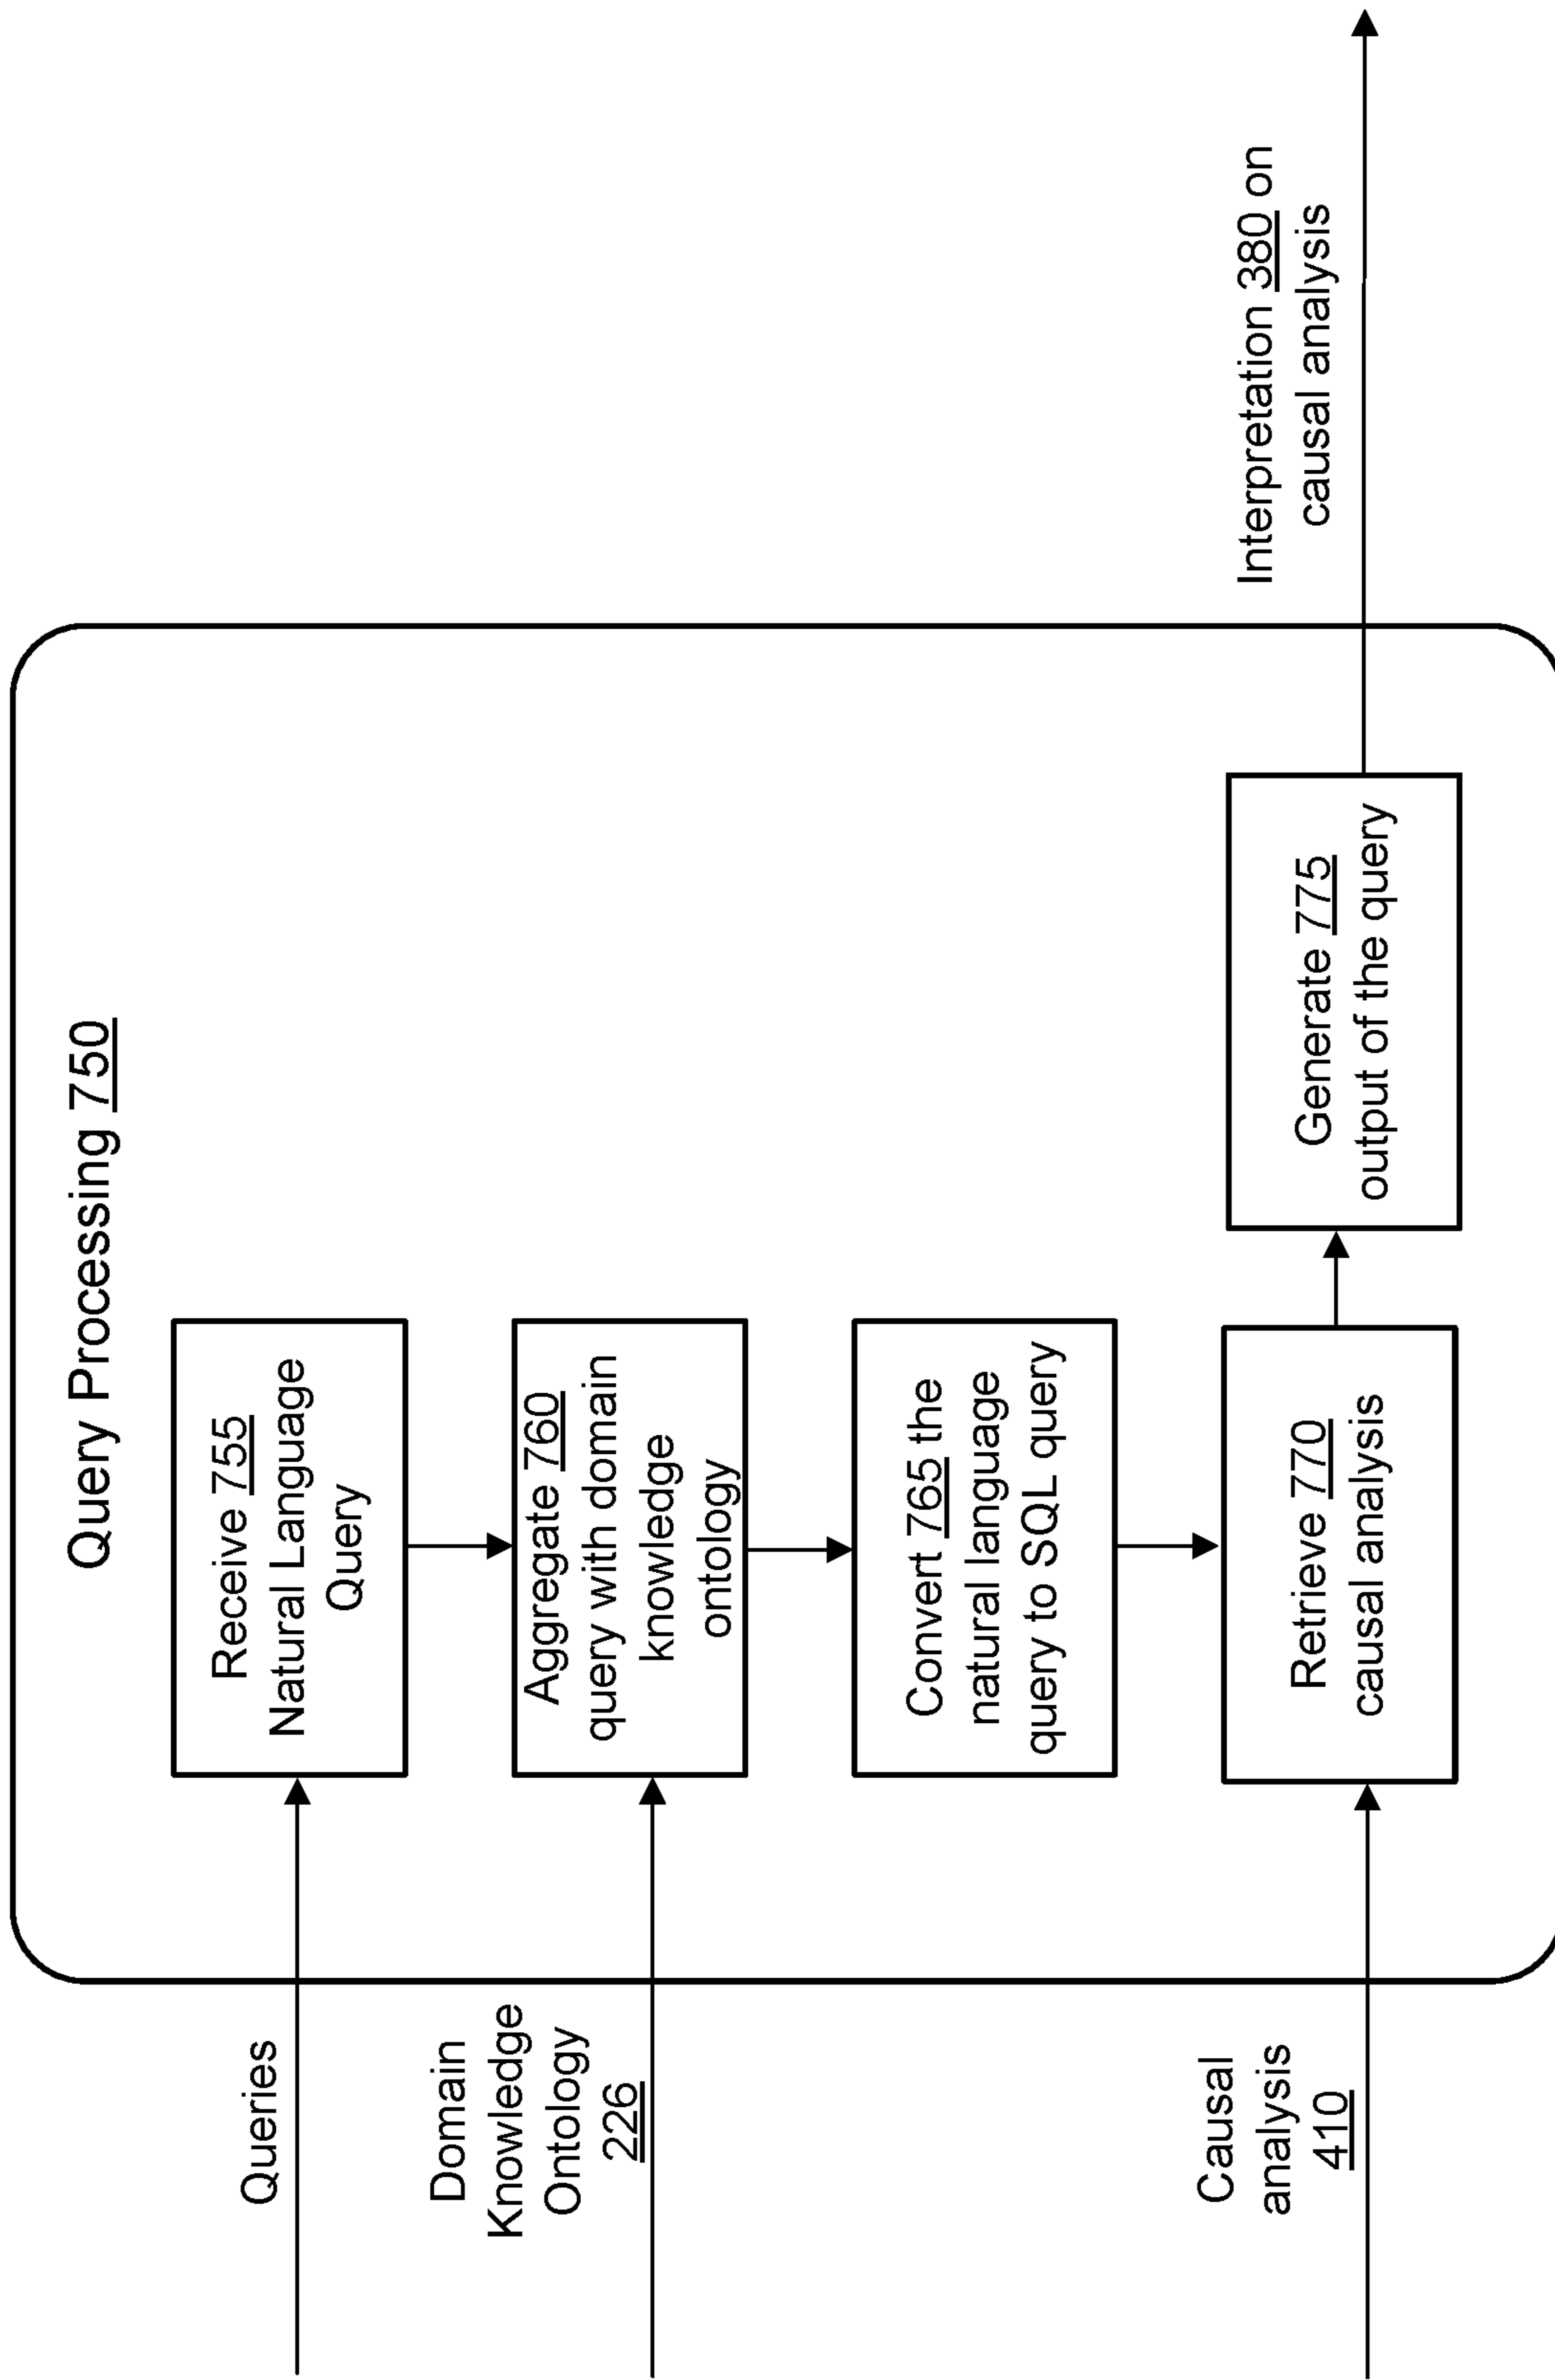 Query Processing 750
Queries
Receive 755
Natural Language
Query
Domain
Knowledge
Ontology
226
Aggregate 760
query with domain
knowledge
ontology
Convert 765 the
natural language
query to SQL query
Causal
analysis
410
Retrieve 770
causal analysis
Generate 775
output of the query
Interpretation 380 on
causal analysis